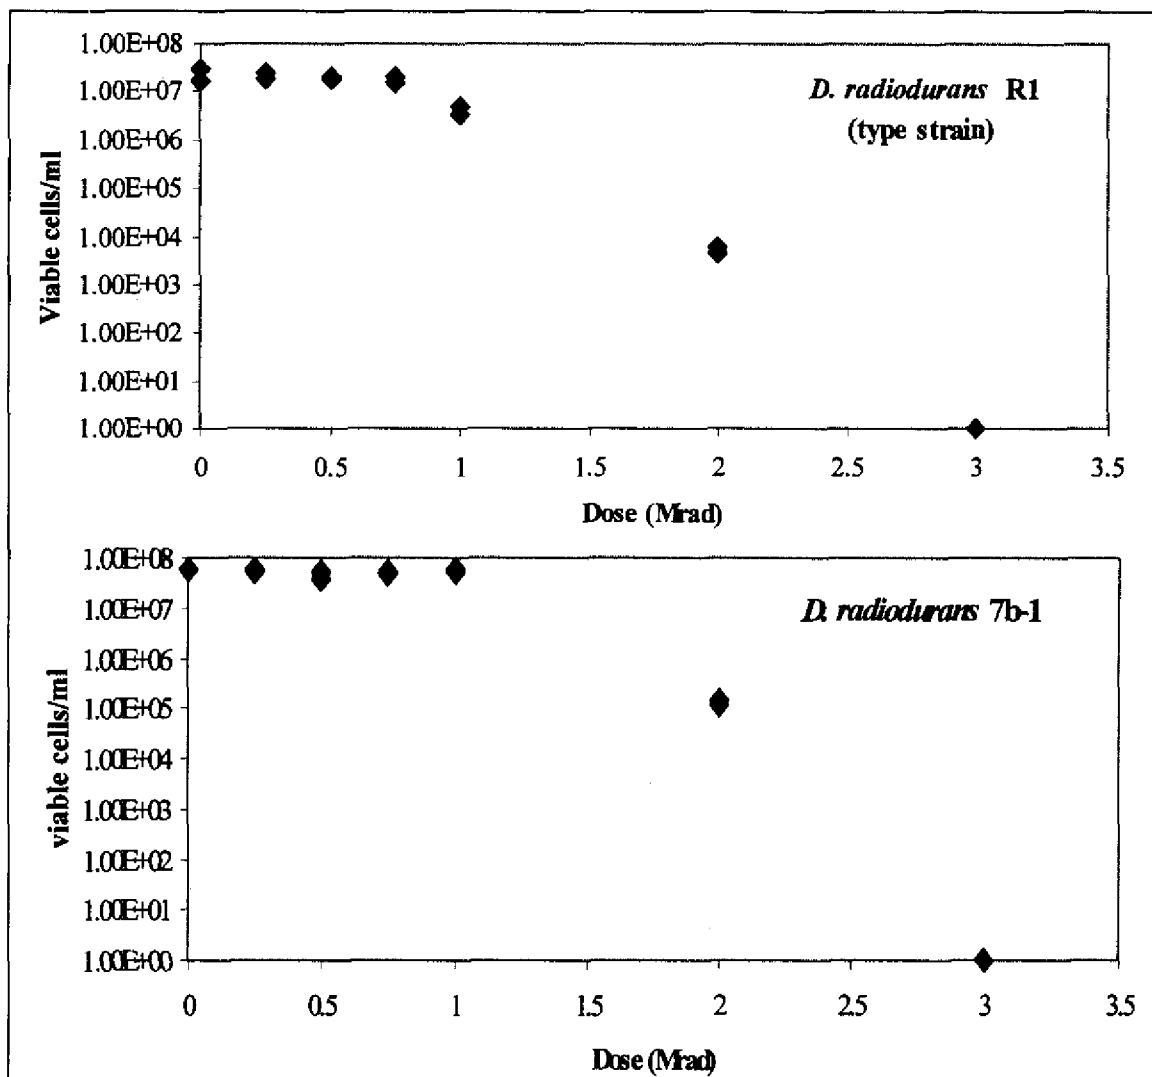 1.00E+08
1.00E+07
1.00E+06
1.00E+05
1.00E+04
1.00E+03
1.00E+02
1.00E+01
1.00E+00
Viable cells/ml
D. radiodurans R1
(type strain)
0 0.5 1 1.5 2 2.5 3 3.5
Dose (Mrad)
1.00E+08
1.00E+07
1.00E+06
1.00E+05
1.00E+04
1.00E+03
1.00E+02
1.00E+01
1.00E+00
viable cells/ml
D. radiodurans 7b-1
0 0.5 1 1.5 2 2.5 3 3.5
Dose (Mrad)